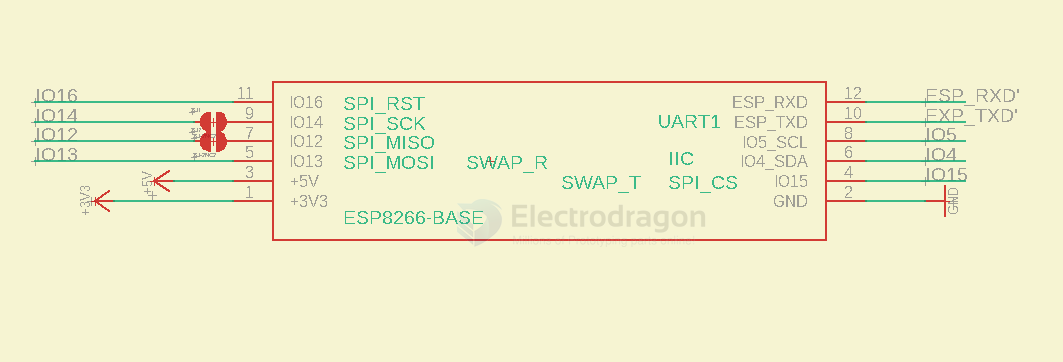 IO16 11 IO16 SPI_RST ESP_RXD 12 ESP_RXD'
IO14 9 IO14 SPI_SCK UART1 ESP_TXD 10 EXP_TXD'
IO12 7 IO12 SPI_MISO IO5_SCL 8 IO5
IO13 5 IO13 SPI_MOSI SWAP_R IIC IO4_SDA 6 IO4
+5V 3 +5V SWAP_T SPI_CS IO15 4 IO15
+3V3 1 +3V3 GND 2 GND
ESP8266-BASE
Electrodragon